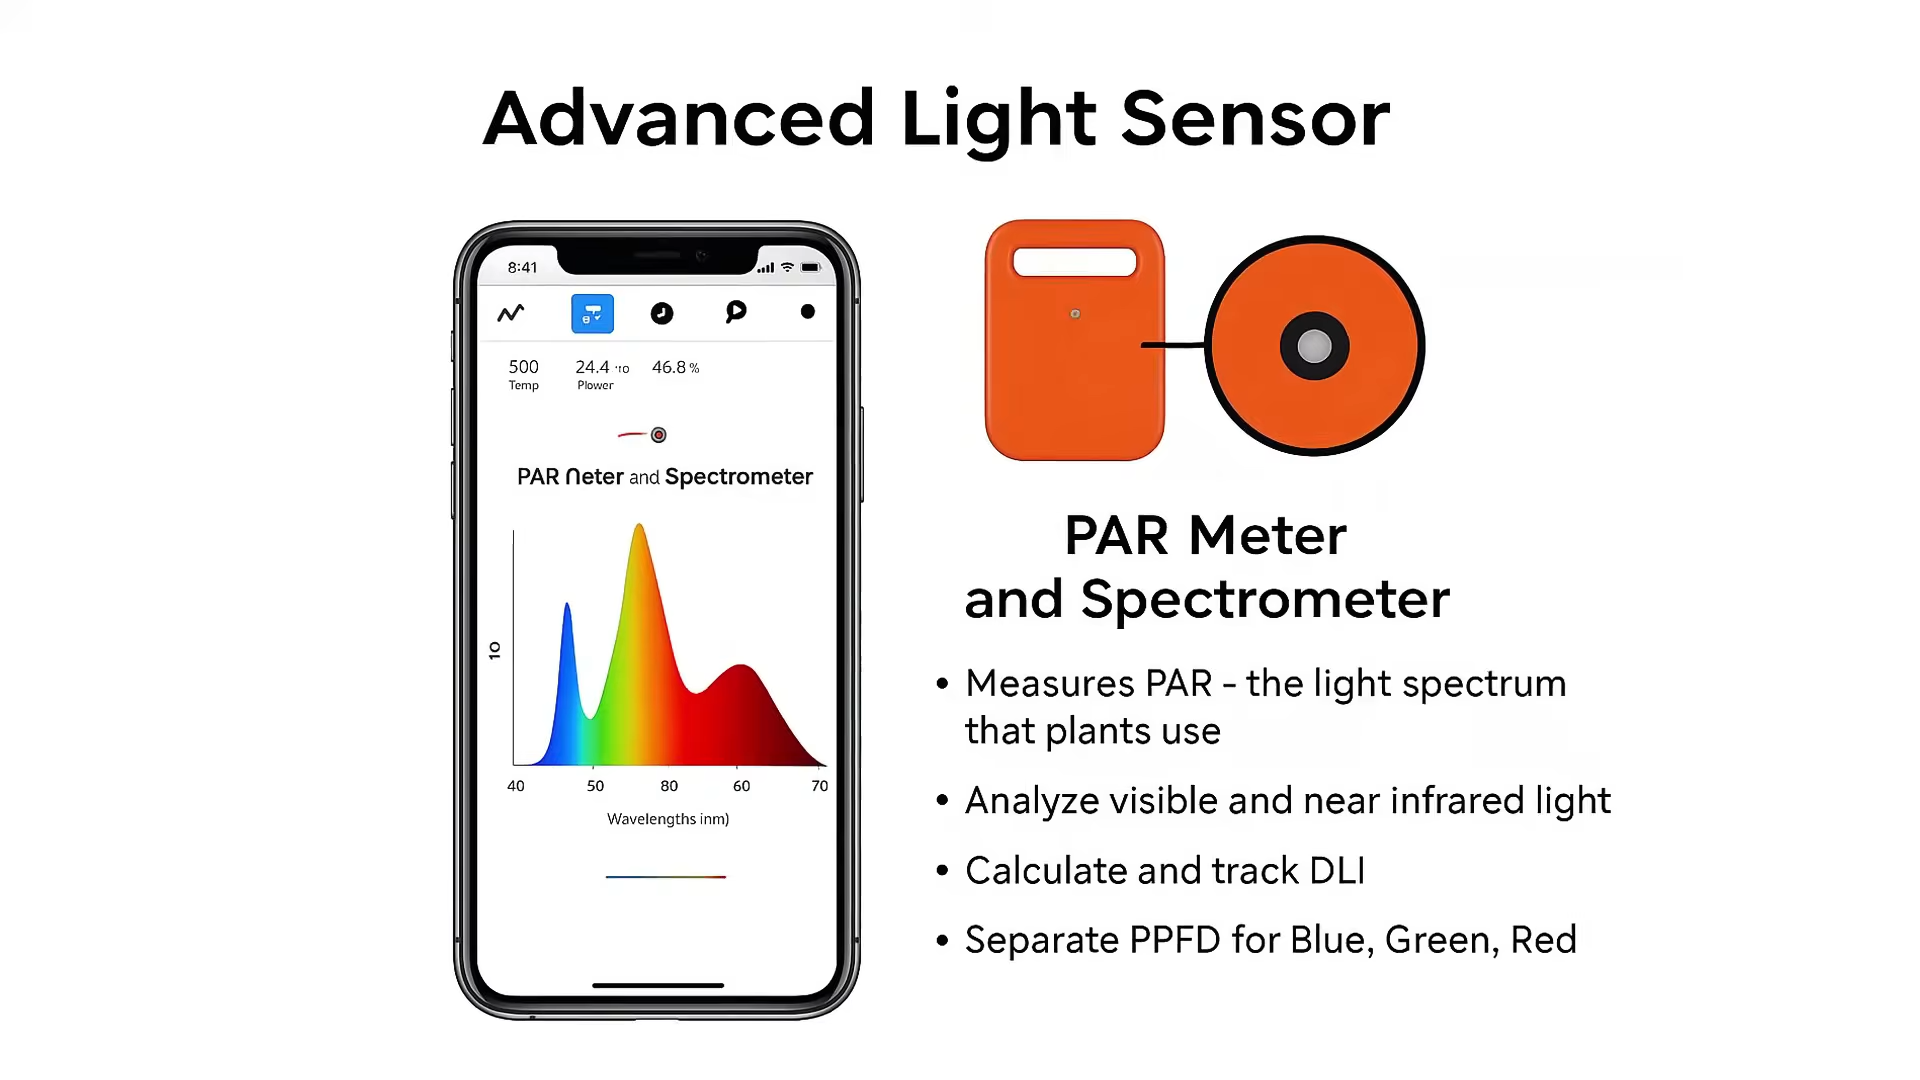 Advanced Light Sensor
8:41
500
24.4 °TO
46.8 %
Temp
Plower
PAR Neter and Spectrometer
10
40 50 80 60 70
Wavelengths inm)
PAR Meter
and Spectrometer
• Measures PAR - the light spectrum
that plants use
• Analyze visible and near infrared light
• Calculate and track DLI
• Separate PPFD for Blue, Green, Red